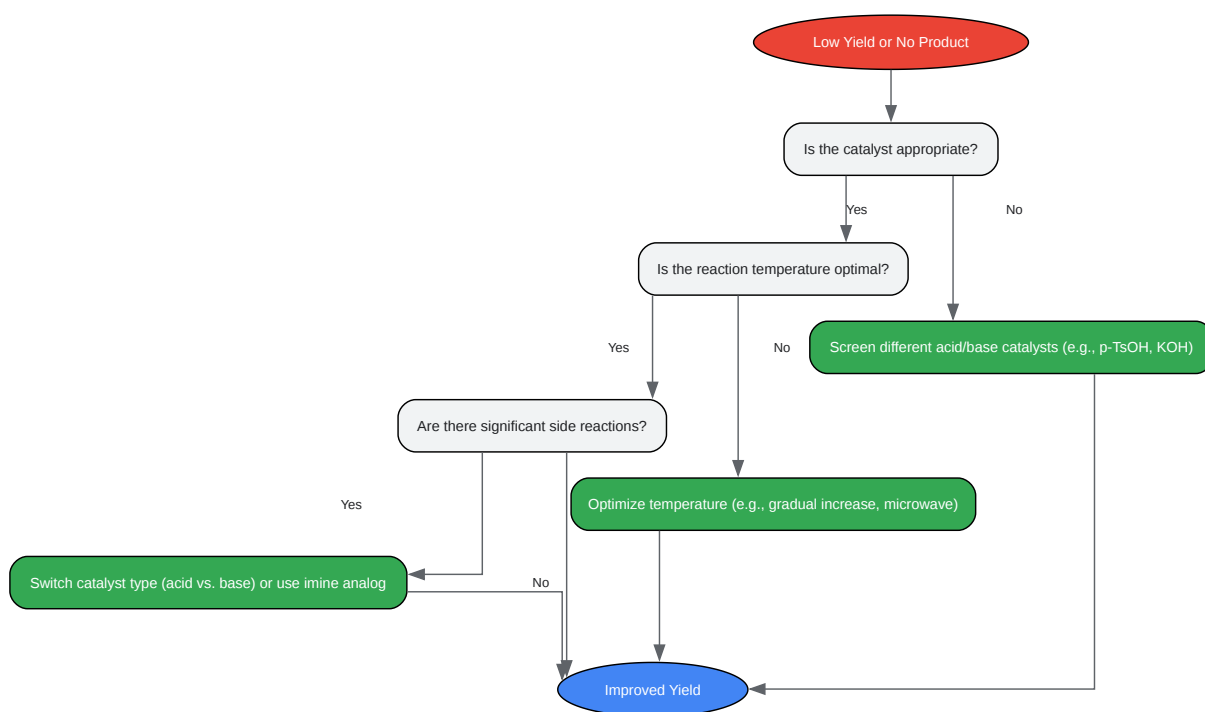 Low Yield or No Product
Is the catalyst appropriate?
Yes
No
Is the reaction temperature optimal?
Yes
No
Screen different acid/base catalysts (e.g., p-TsOH, KOH)
Are there significant side reactions?
Yes
Optimize temperature (e.g., gradual increase, microwave)
Switch catalyst type (acid vs. base) or use imine analog
No
Improved Yield